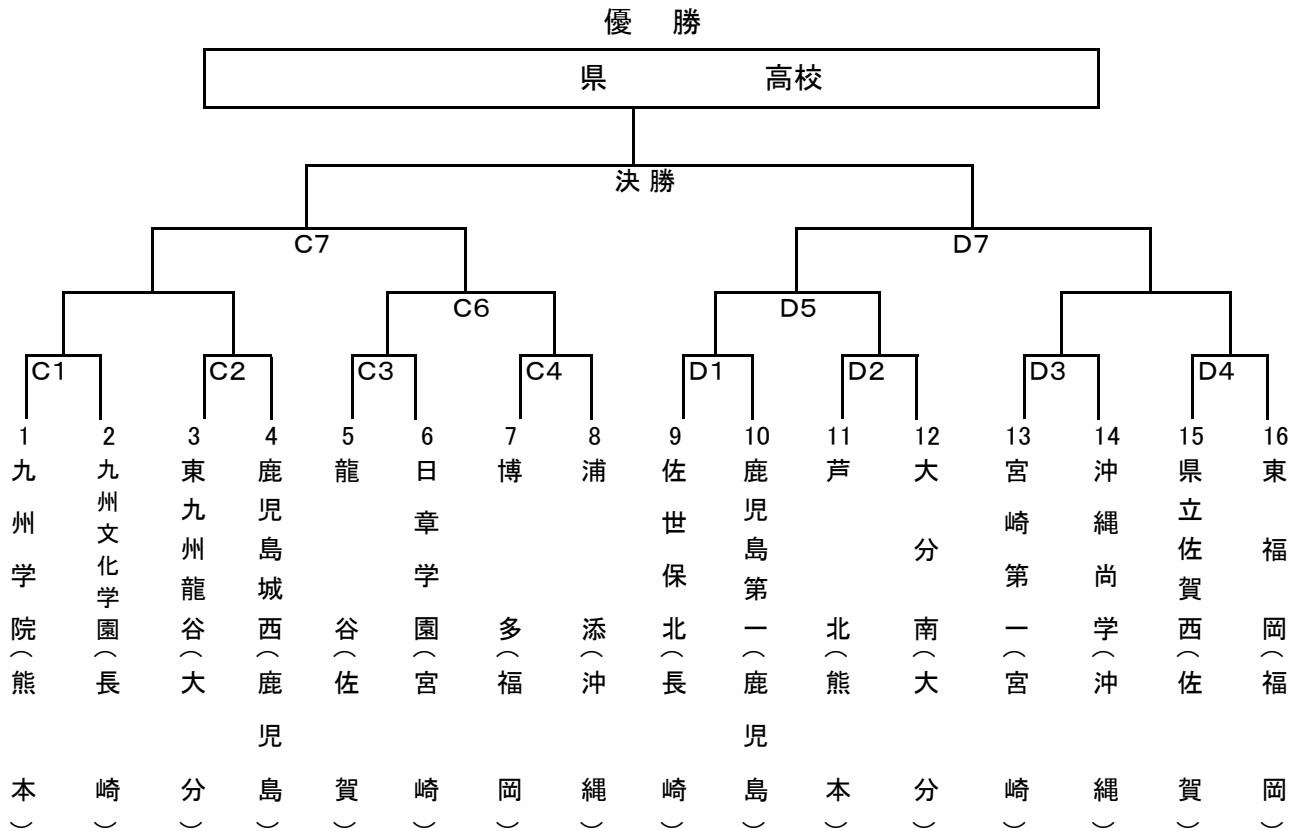 優 勝
県 高校
決 勝
C7 D7
C6 D5
C1 C2 C3 C4 D1 D2 D3 D4
1 2 3 4 5 6 7 8 9 10 11 12 13 14 15 16
九州学院(熊本)
九州文化学園(長崎)
東九州龍谷(大分)
鹿児島城西(鹿児島)
龍谷(佐賀)
日章学園(宮崎)
博多(福岡)
浦添(沖縄)
佐世保北(長崎)
鹿児島第一(鹿児島)
芦北(熊本)
大分南(大分)
宮崎第一(宮崎)
沖縄尚学(沖縄)
県立佐賀西(佐賀)
東福岡(福岡)